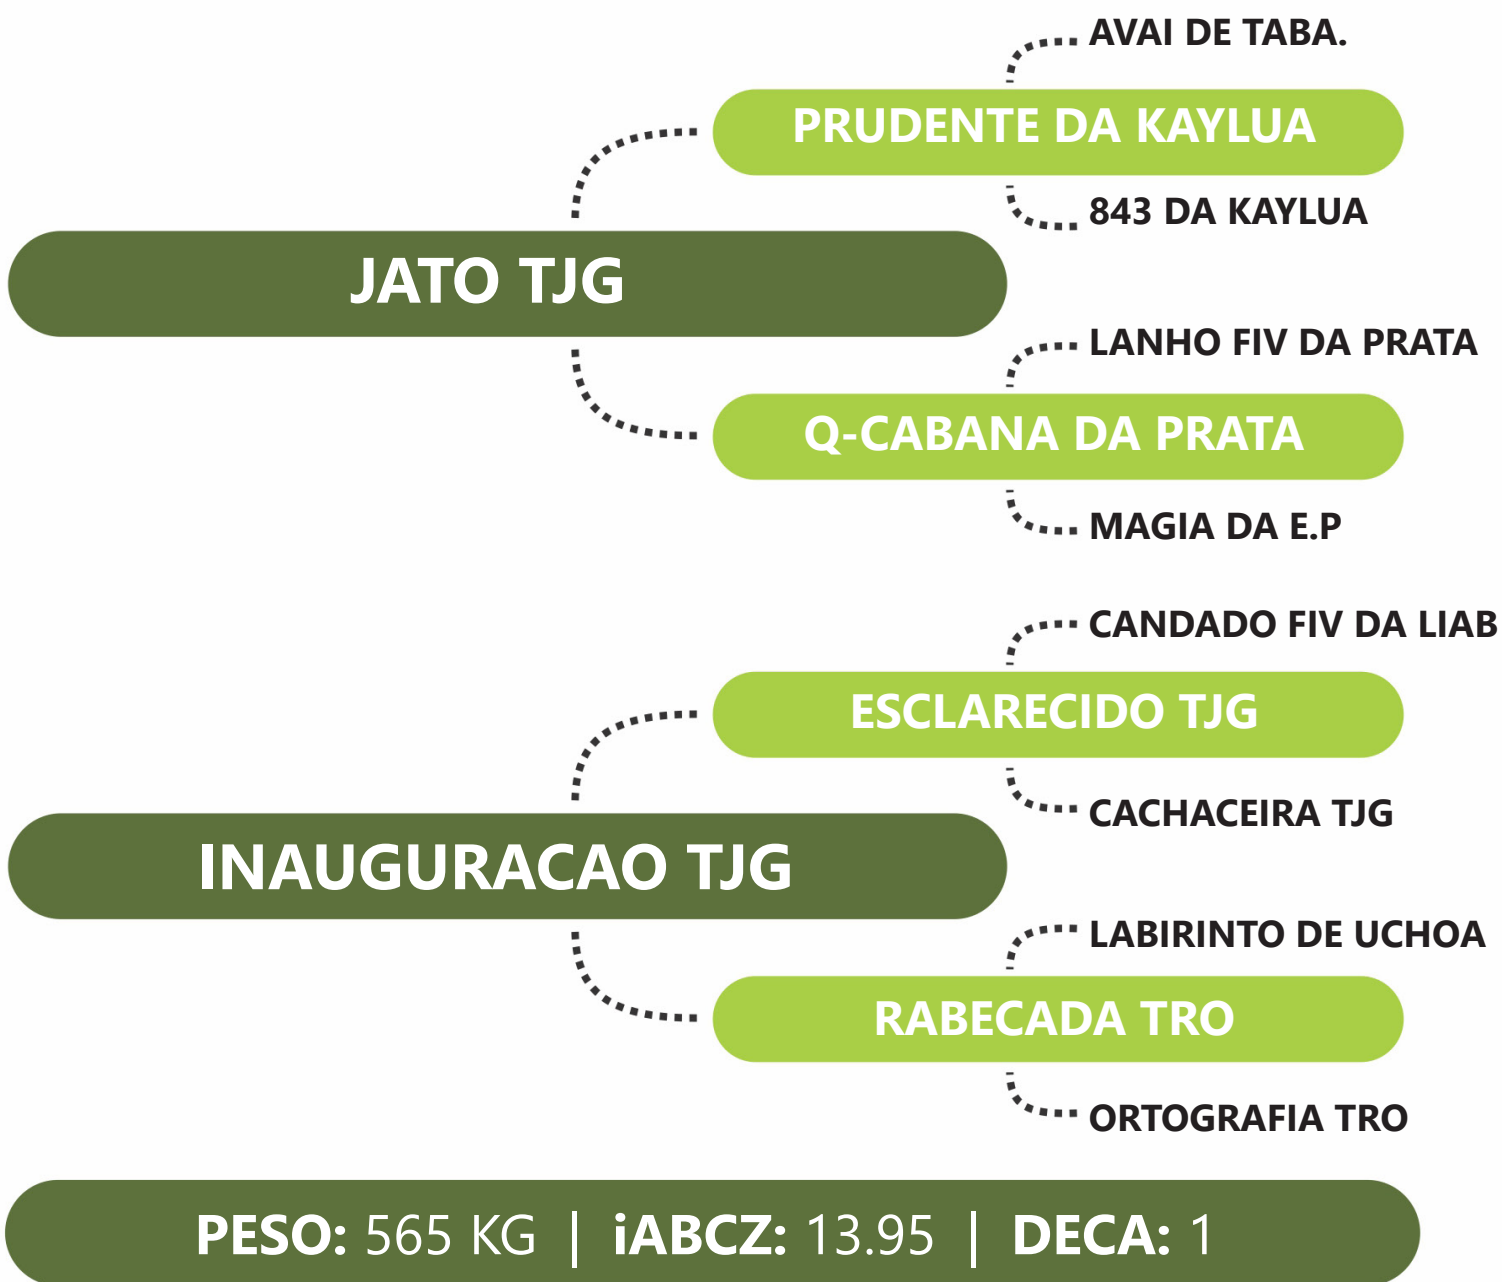 AVAI DE TABA.
PRUDENTE DA KAYLUA
843 DA KAYLUA
JATO TJG
LANHO FIV DA PRATA
Q-CABANA DA PRATA
MAGIA DA E.P
CANDADO FIV DA LIAB
ESCLARECIDO TJG
CACHACEIRA TJG
INAUGURACAO TJG
LABIRINTO DE UCHOA
RABECADA TRO
ORTOGRAFIA TRO
PESO: 565 KG | iABCZ: 13.95 | DECA: 1